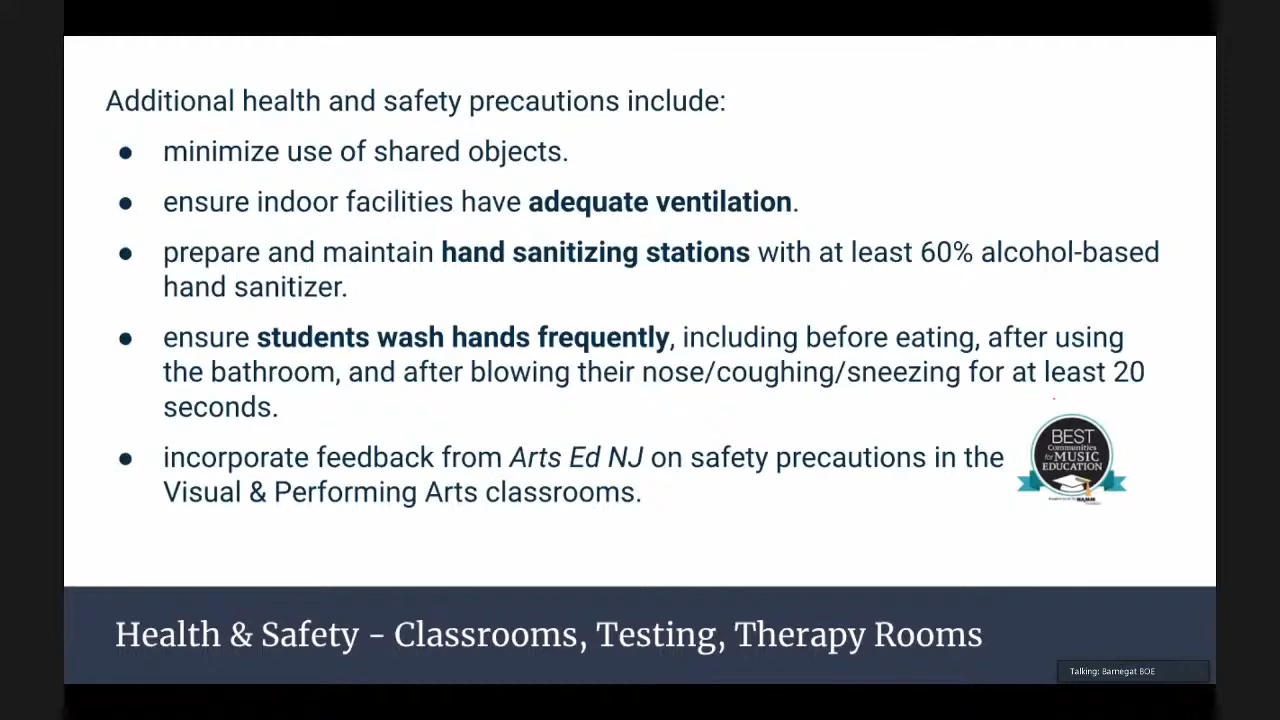 Additional health and safety precautions include:
● minimize use of shared objects.
● ensure indoor facilities have adequate ventilation.
● prepare and maintain hand sanitizing stations with at least 60% alcohol-based
hand sanitizer.
● ensure students wash hands frequently, including before eating, after using
the bathroom, and after blowing their nose/coughing/sneezing for at least 20
seconds.
● incorporate feedback from Arts Ed NJ on safety precautions in the
Visual & Performing Arts classrooms.
BEST
Communities
for MUSIC
EDUCATION
Health & Safety - Classrooms, Testing, Therapy Rooms
Talking: Barnegat BOE